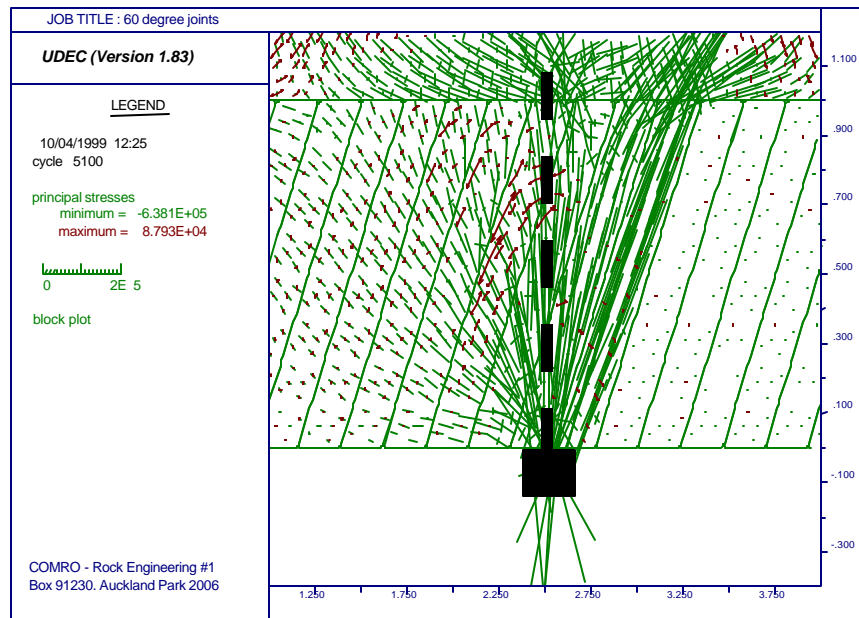 JOB TITLE : 60 degree joints
UDEC (Version 1.83)
LEGEND
10/04/1999 12:25
cycle 5100
principal stresses
minimum = -6.381E+05
maximum = 8.793E+04
0 2E 5
block plot
COMRO - Rock Engineering #1
Box 91230. Auckland Park 2006
1.100
.900
.700
.500
.300
.100
-.100
-.300
1.250 1.750 2.250 2.750 3.250 3.750